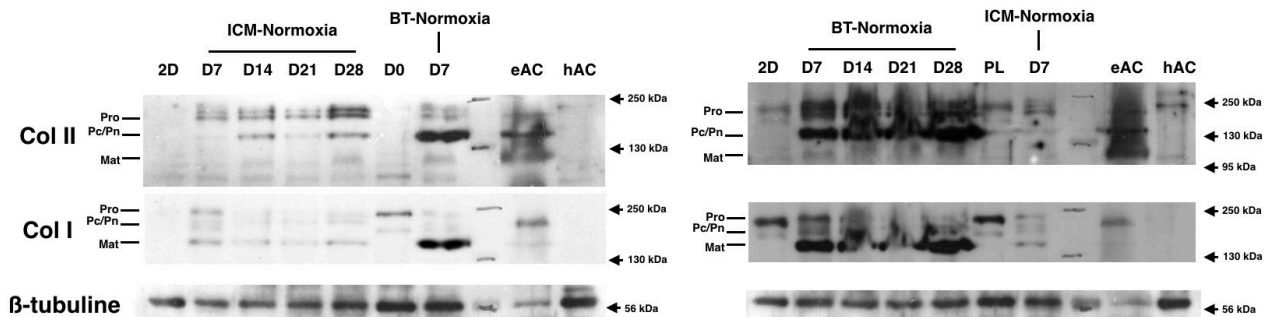 BT-Normoxia
ICM-Normoxia
2D D7 D14 D21 D28 D0 D7 eAC hAC
Col II
Pro
Pc/Pn
Mat
250 kDa
130 kDa
Col I
Pro
Pc/Pn
Mat
250 kDa
130 kDa
ß-tubuline
56 kDa
ICM-Normoxia
BT-Normoxia
2D D7 D14 D21 D28 PL D7 eAC hAC
Pro
Pc/Pn
Mat
250 kDa
130 kDa
95 kDa
Pro
Pc/Pn
Mat
250 kDa
130 kDa
56 kDa